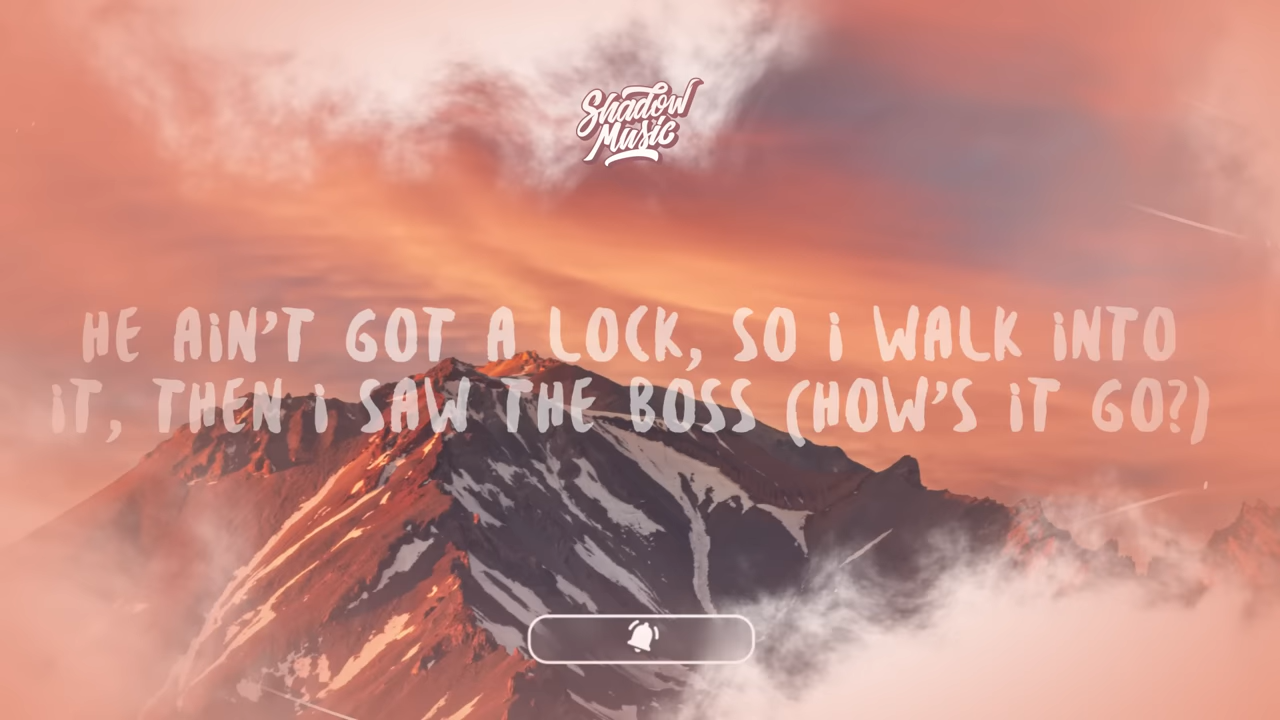 Shadow
Music
HE AiN'T GOT A LOCK, SO i WALK iNTO
iT, THEN i SAW THE BOSS (HOW'S iT GO?)